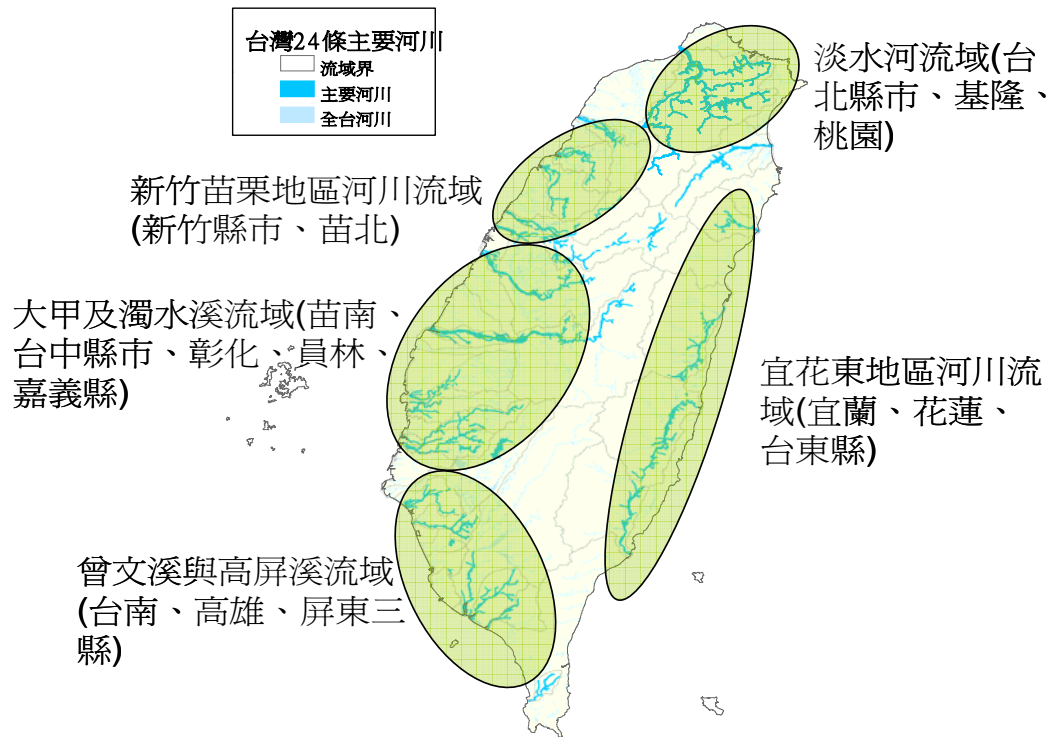 台灣24條主要河川
流域界
主要河川
全台河川
淡水河流域(台
北縣市、基隆、
桃園)
新竹苗栗地區河川流域
(新竹縣市、苗北)
大甲及濁水溪流域(苗南、
台中縣市、彰化、員林、
嘉義縣)
宜花東地區河川流
域(宜蘭、花蓮、
台東縣)
曾文溪與高屏溪流域
(台南、高雄、屏東三
縣)